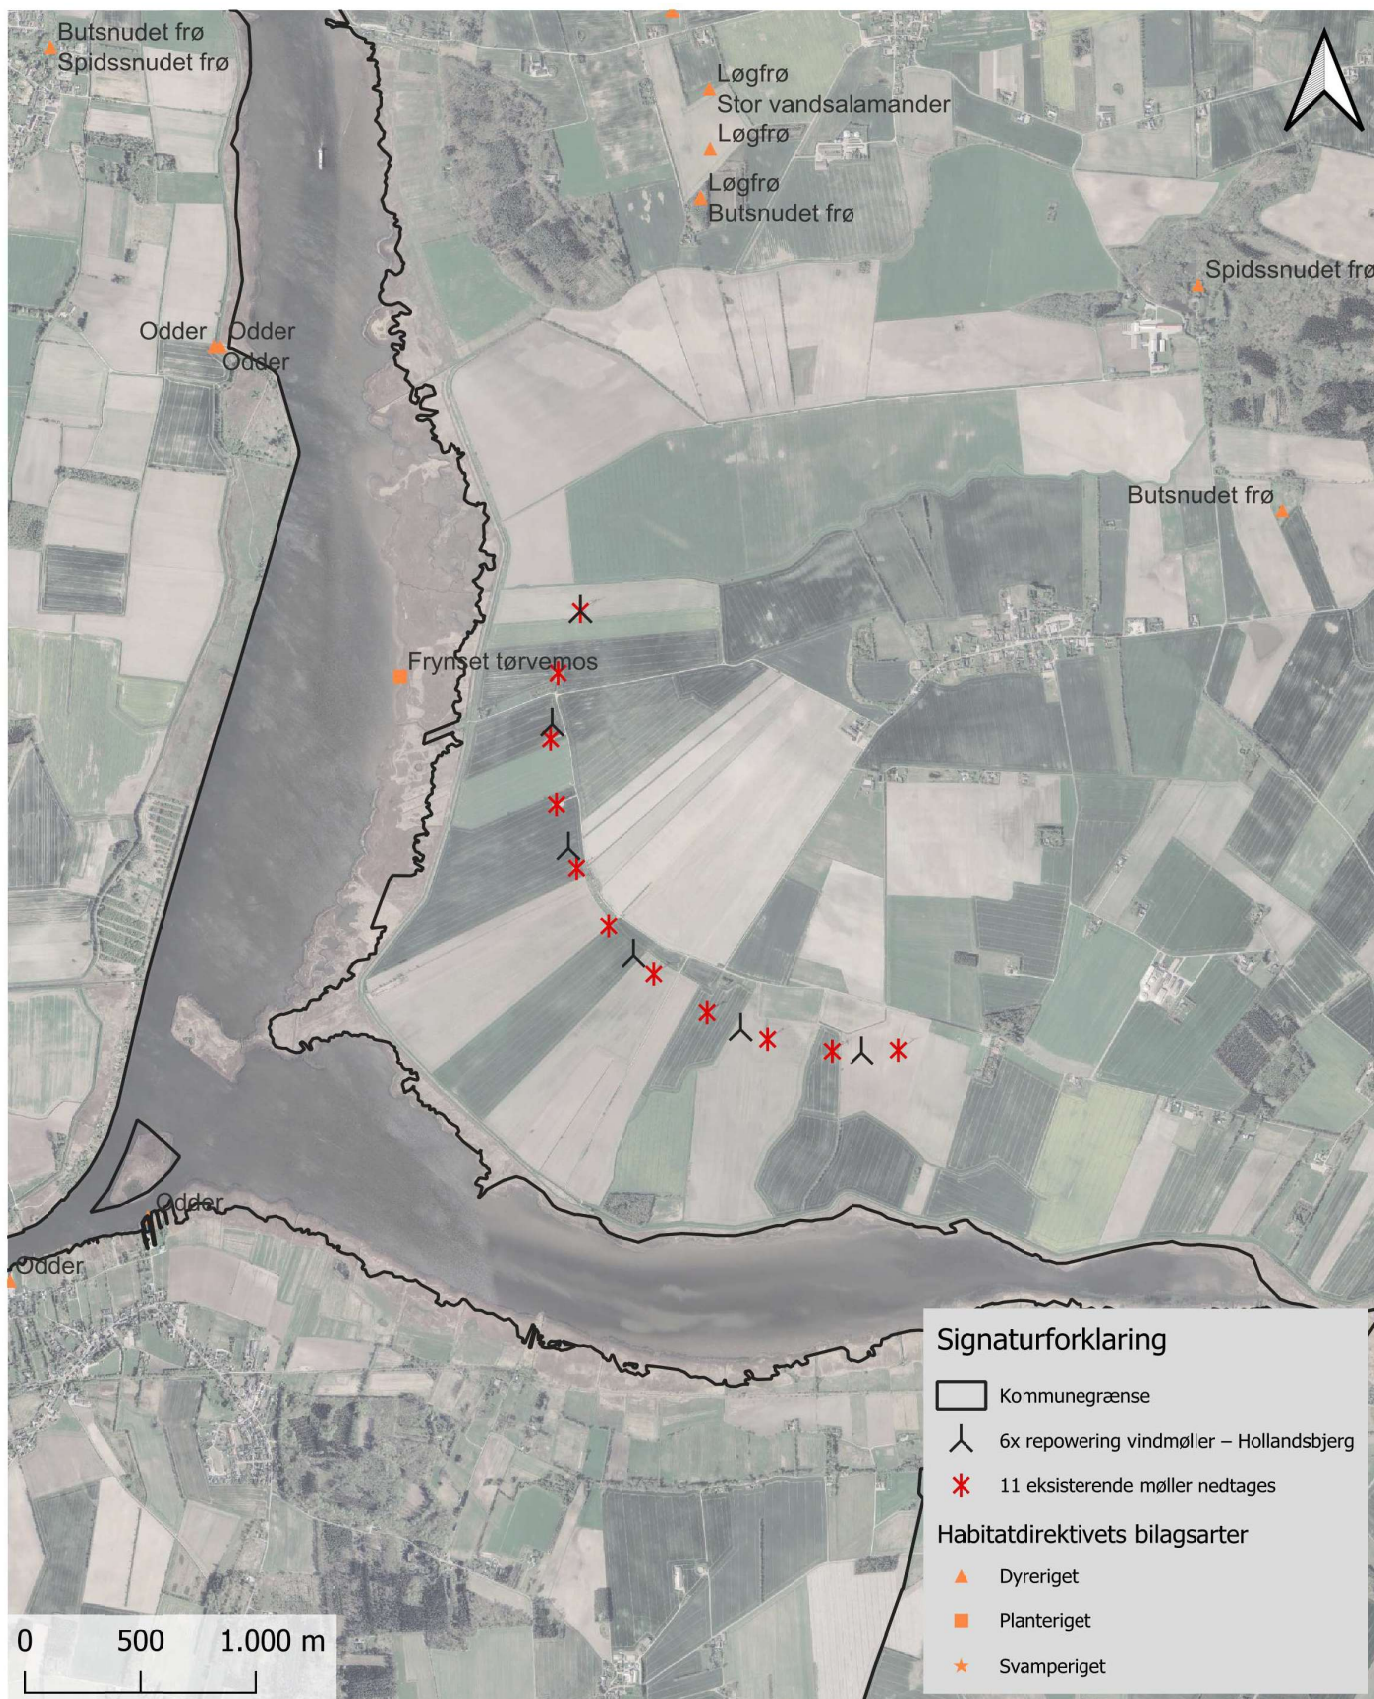 Butsnudet frø
Spidssnudet frø
Løgfrø
Stor vandsalamander
Løgfrø
Løgfrø
Butsnudet frø
Spidssnudet frø
Odder
Odder
Odder
Butsnudet frø
Frynset tørvemos
Odder
Odder
Signaturforklaring
Kommunegrænse
6x repowering vindmøller – Hollandsbjerg
11 eksisterende møller nedtages
Habitatdirektivets bilagsarter
Dyreriget
Planteriget
Svamperiget
0 500 1.000 m